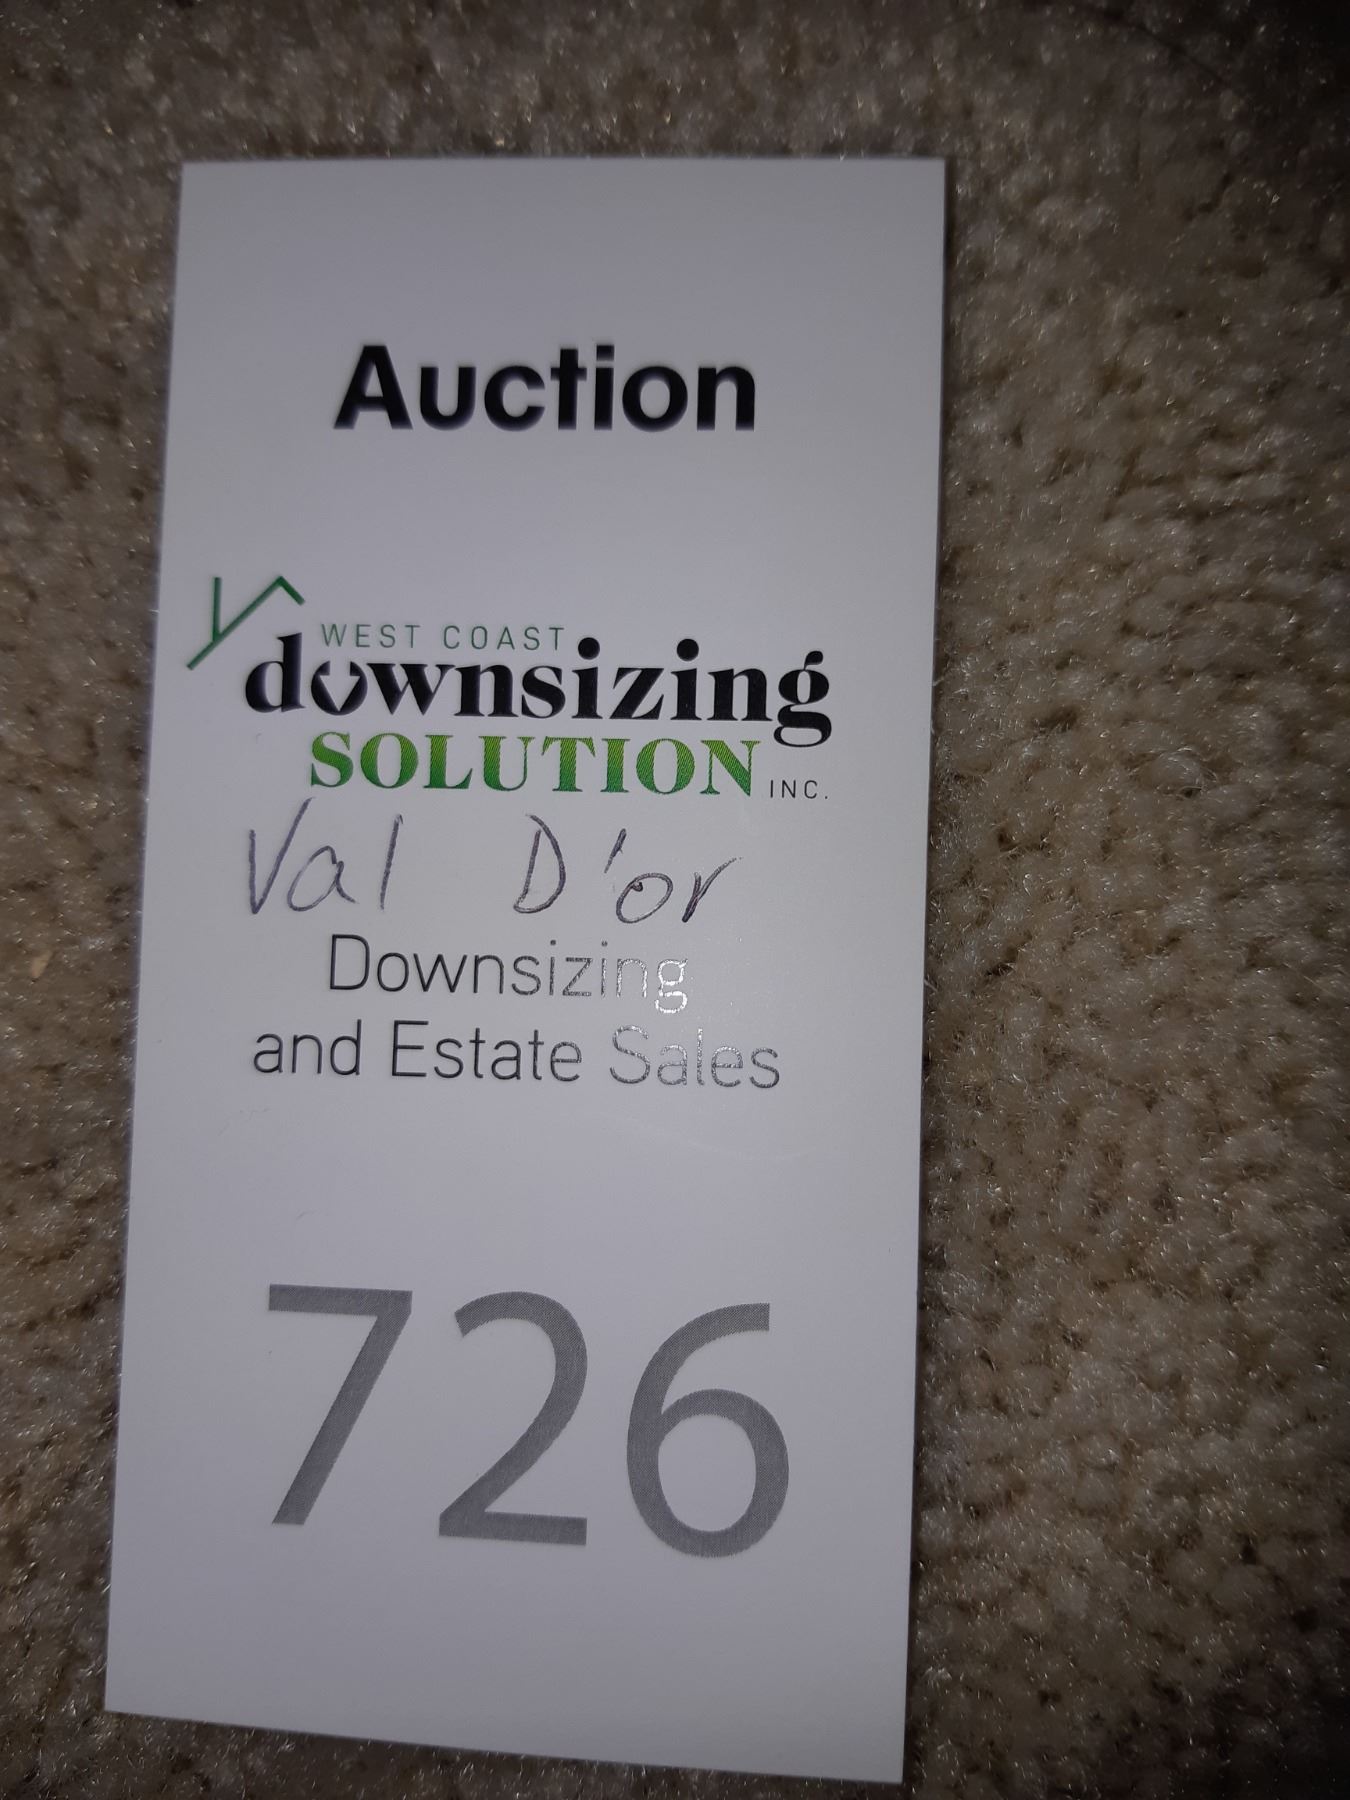 Auction
WEST COAST
downsizing
SOLUTION INC.
Val D'or
Downsizing
and Estate Sales
726